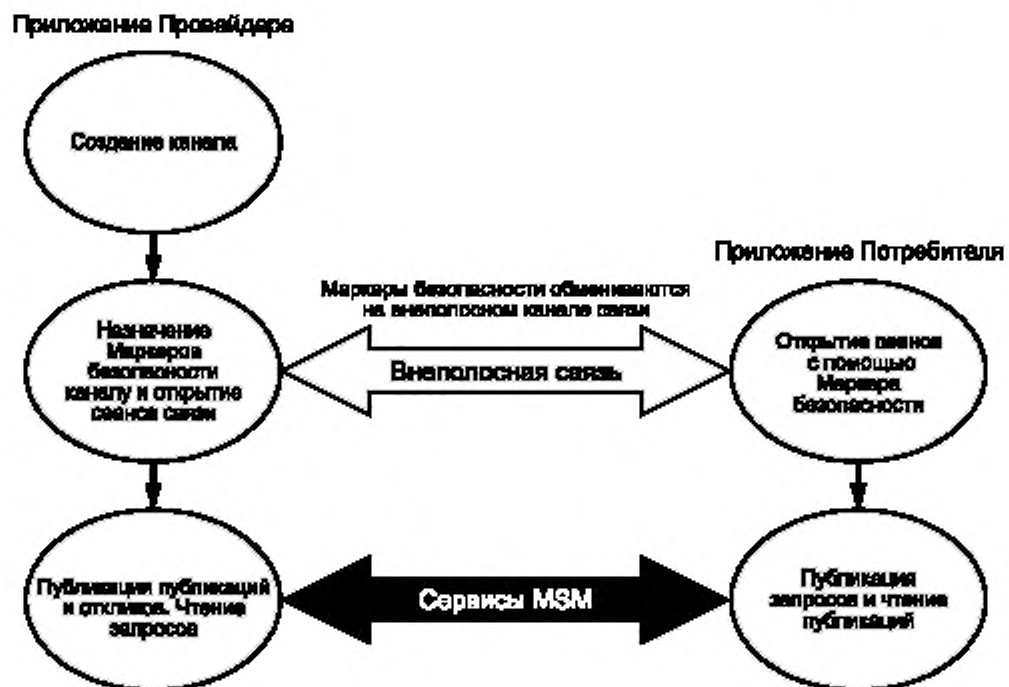 Приложение Провайдера
Создание канала
Приложение Потребителя
Маркеры безопасности обмениваются
на внеполосном канале связи
Назначение
Маркеров
безопасности
каналу и открытие
сеанса связи
Внеполосная связь
Открытие сеанса
с помощью
Маркера
безопасности
Публикация публикаций
и откликов. Чтение
запросов
Сервисы MSM
Публикация
запросов и чтение
публикаций